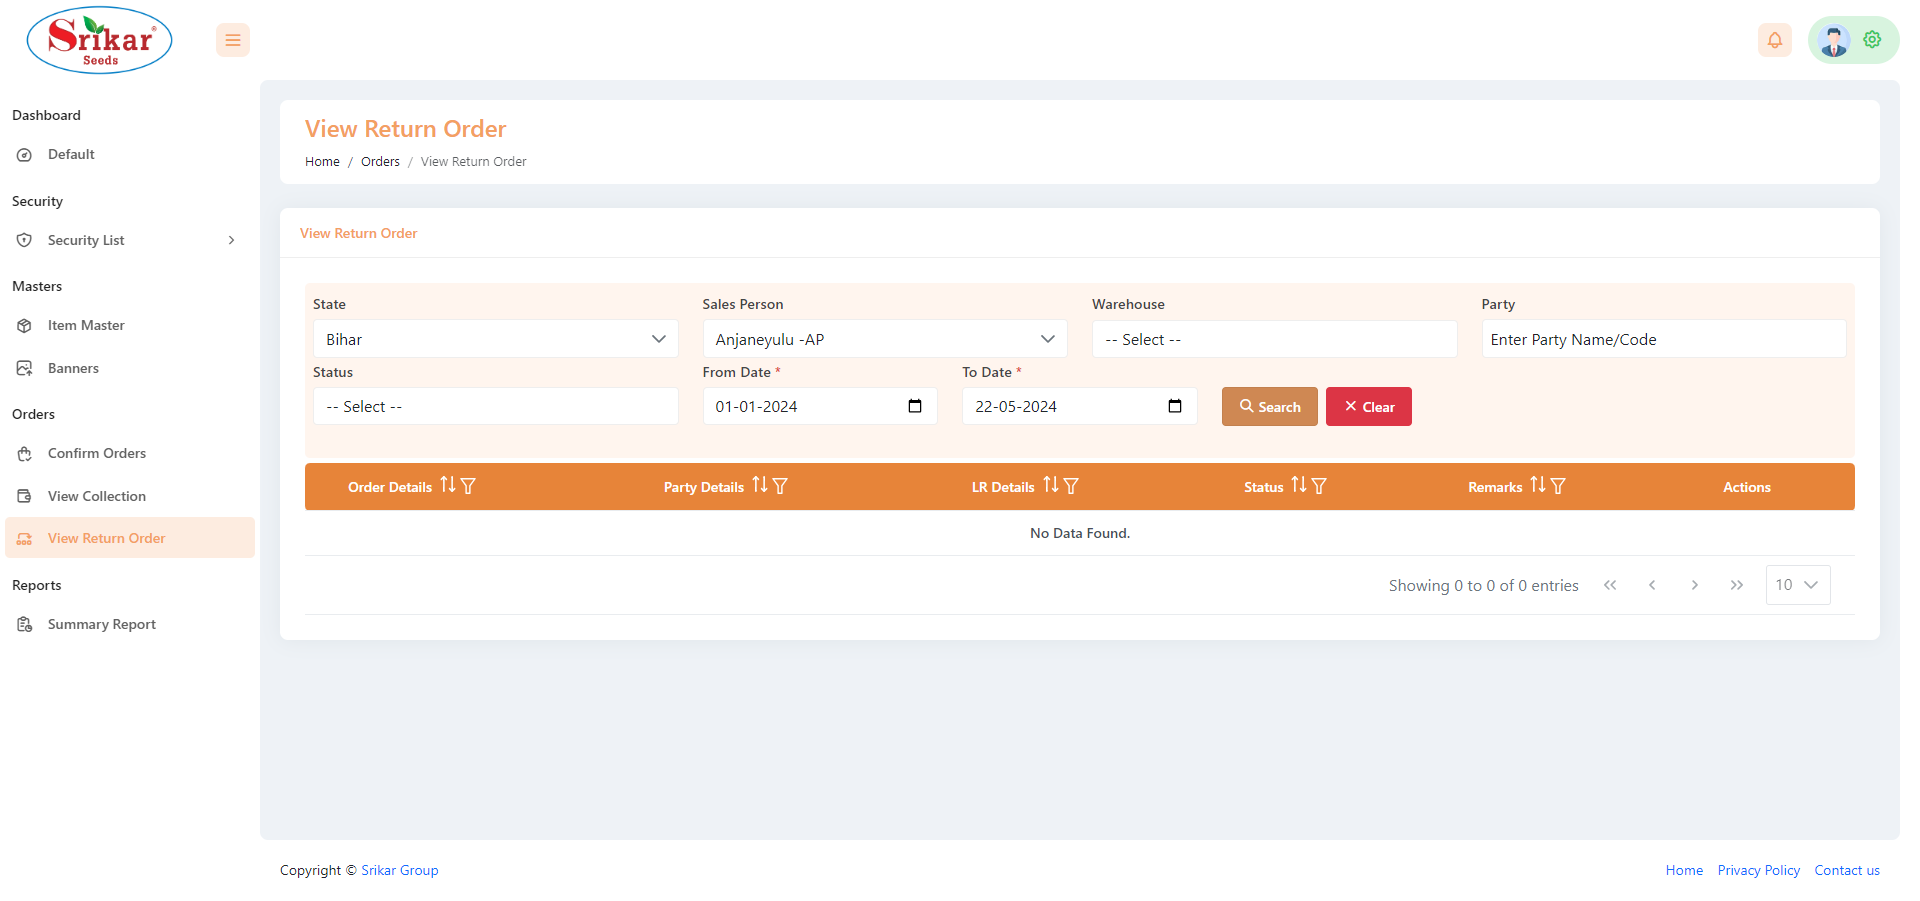 Srikar®
Seeds
Dashboard
Default
Security
Security List
Masters
Item Master
Banners
Orders
Confirm Orders
View Collection
View Return Order
Reports
Summary Report
View Return Order
Home / Orders / View Return Order
View Return Order
State
Sales Person
Warehouse
Party
Bihar
Anjaneyulu -AP
-- Select --
Enter Party Name/Code
Status
From Date *
To Date *
-- Select --
01-01-2024
22-05-2024
Search
Clear
Order Details
Party Details
LR Details
Status
Remarks
Actions
No Data Found.
Showing 0 to 0 of 0 entries
10
Copyright © Srikar Group
Home
Privacy Policy
Contact us